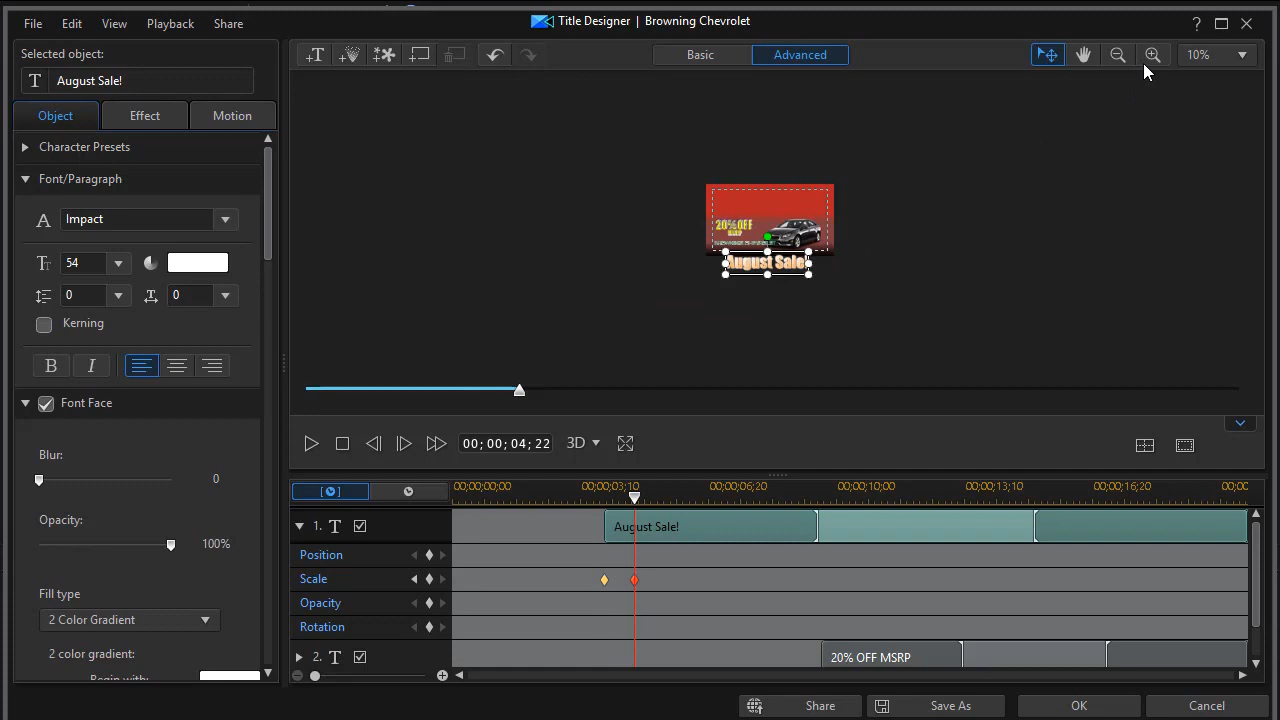 File Edit View Playback Share
Title Designer | Browning Chevrolet
?
Selected object:
T August Sale!
Object Effect Motion
Basic Advanced
10%
Character Presets
Font/Paragraph
A Impact
54
0 0
Kerning
B I
Font Face
Blur:
0
Opacity:
100%
Fill type
2 Color Gradient
2 color gradient:
Begin with:
20% OFF
August Sale
00; 00; 04; 22
3D
00;00;00;00 00;00;03;10 00;00;06;20 00;00;10;00 00;00;13;10 00;00;16;20 00;00
1. T August Sale!
Position
Scale
Opacity
Rotation
2. T 20% OFF MSRP
Share Save As OK Cancel